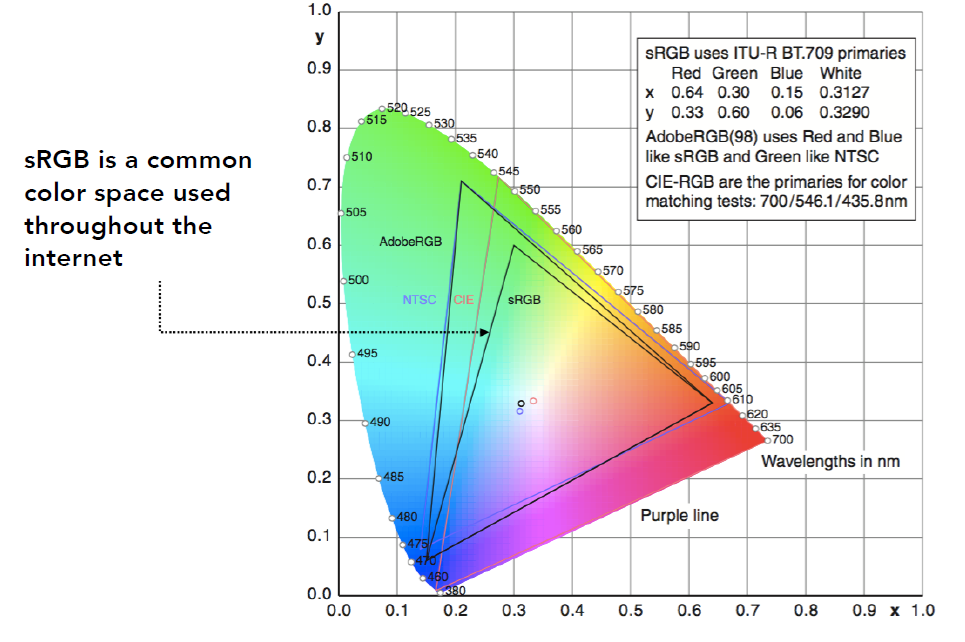 sRGB is a common
color space used
throughout the
internet
y
1.0
0.9
0.8
0.7
0.6
0.5
0.4
0.3
0.2
0.1
0.0
0.0 0.1 0.2 0.3 0.4 0.5 0.6 0.7 0.8 0.9 x 1.0
sRGB uses ITU-R BT.709 primaries
Red Green Blue White
x 0.64 0.30 0.15 0.3127
y 0.33 0.60 0.06 0.3290
AdobeRGB(98) uses Red and Blue
like sRGB and Green like NTSC
CIE-RGB are the primaries for color
matching tests: 700/546.1/435.8nm
520
525
515
530
535
510
540
545
550
505
555
560
565
500
570
575
580
585
495
590
595
600
605
610
490
620
635
700
485
480
475
470
460
380
AdobeRGB
NTSC
CIE
sRGB
Wavelengths in nm
Purple line